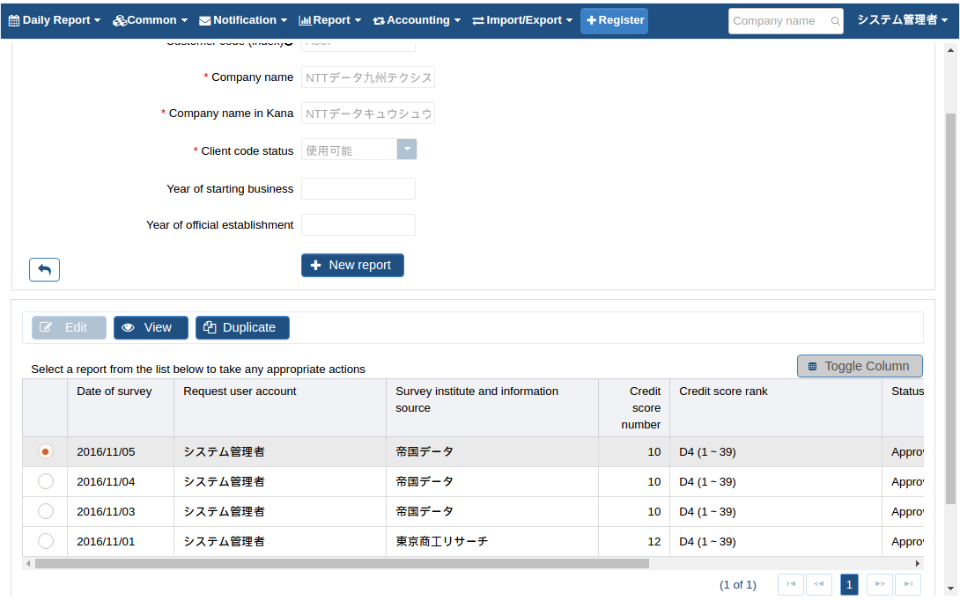 Daily Report Common Notification Report Accounting Import/Export + Register Company name システム管理者
Customer code (index)
* Company name NTTデータ九州テクシス
* Company name in Kana NTTデータキュウシュウ
* Client code status 使用可能
Year of starting business
Year of official establishment
+ New report
Edit View Duplicate
Toggle Column
Select a report from the list below to take any appropriate actions
Date of survey Request user account Survey institute and information source Credit score number Credit score rank Status
2016/11/05 システム管理者 帝国データ 10 D4 (1 ~ 39) Approv
2016/11/04 システム管理者 帝国データ 10 D4 (1 ~ 39) Approv
2016/11/03 システム管理者 帝国データ 10 D4 (1 ~ 39) Approv
2016/11/01 システム管理者 東京商工リサーチ 12 D4 (1 ~ 39) Approv
(1 of 1) 1